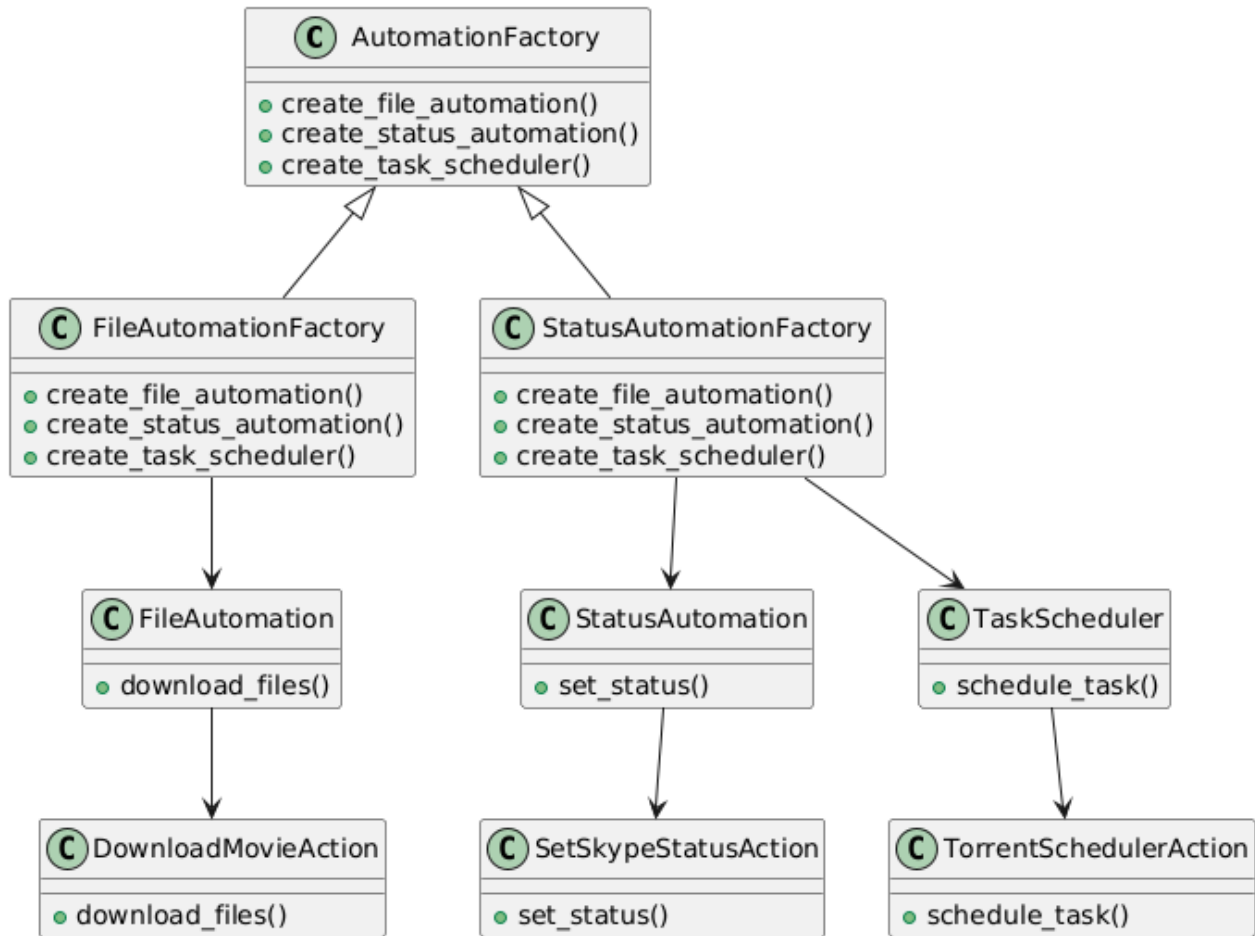 C AutomationFactory
create_file_automation()
create_status_automation()
create_task_scheduler()
C FileAutomationFactory
create_file_automation()
create_status_automation()
create_task_scheduler()
C StatusAutomationFactory
create_file_automation()
create_status_automation()
create_task_scheduler()
C FileAutomation
download_files()
C StatusAutomation
set_status()
C TaskScheduler
schedule_task()
C DownloadMovieAction
download_files()
C SetSkypeStatusAction
set_status()
C TorrentSchedulerAction
schedule_task()